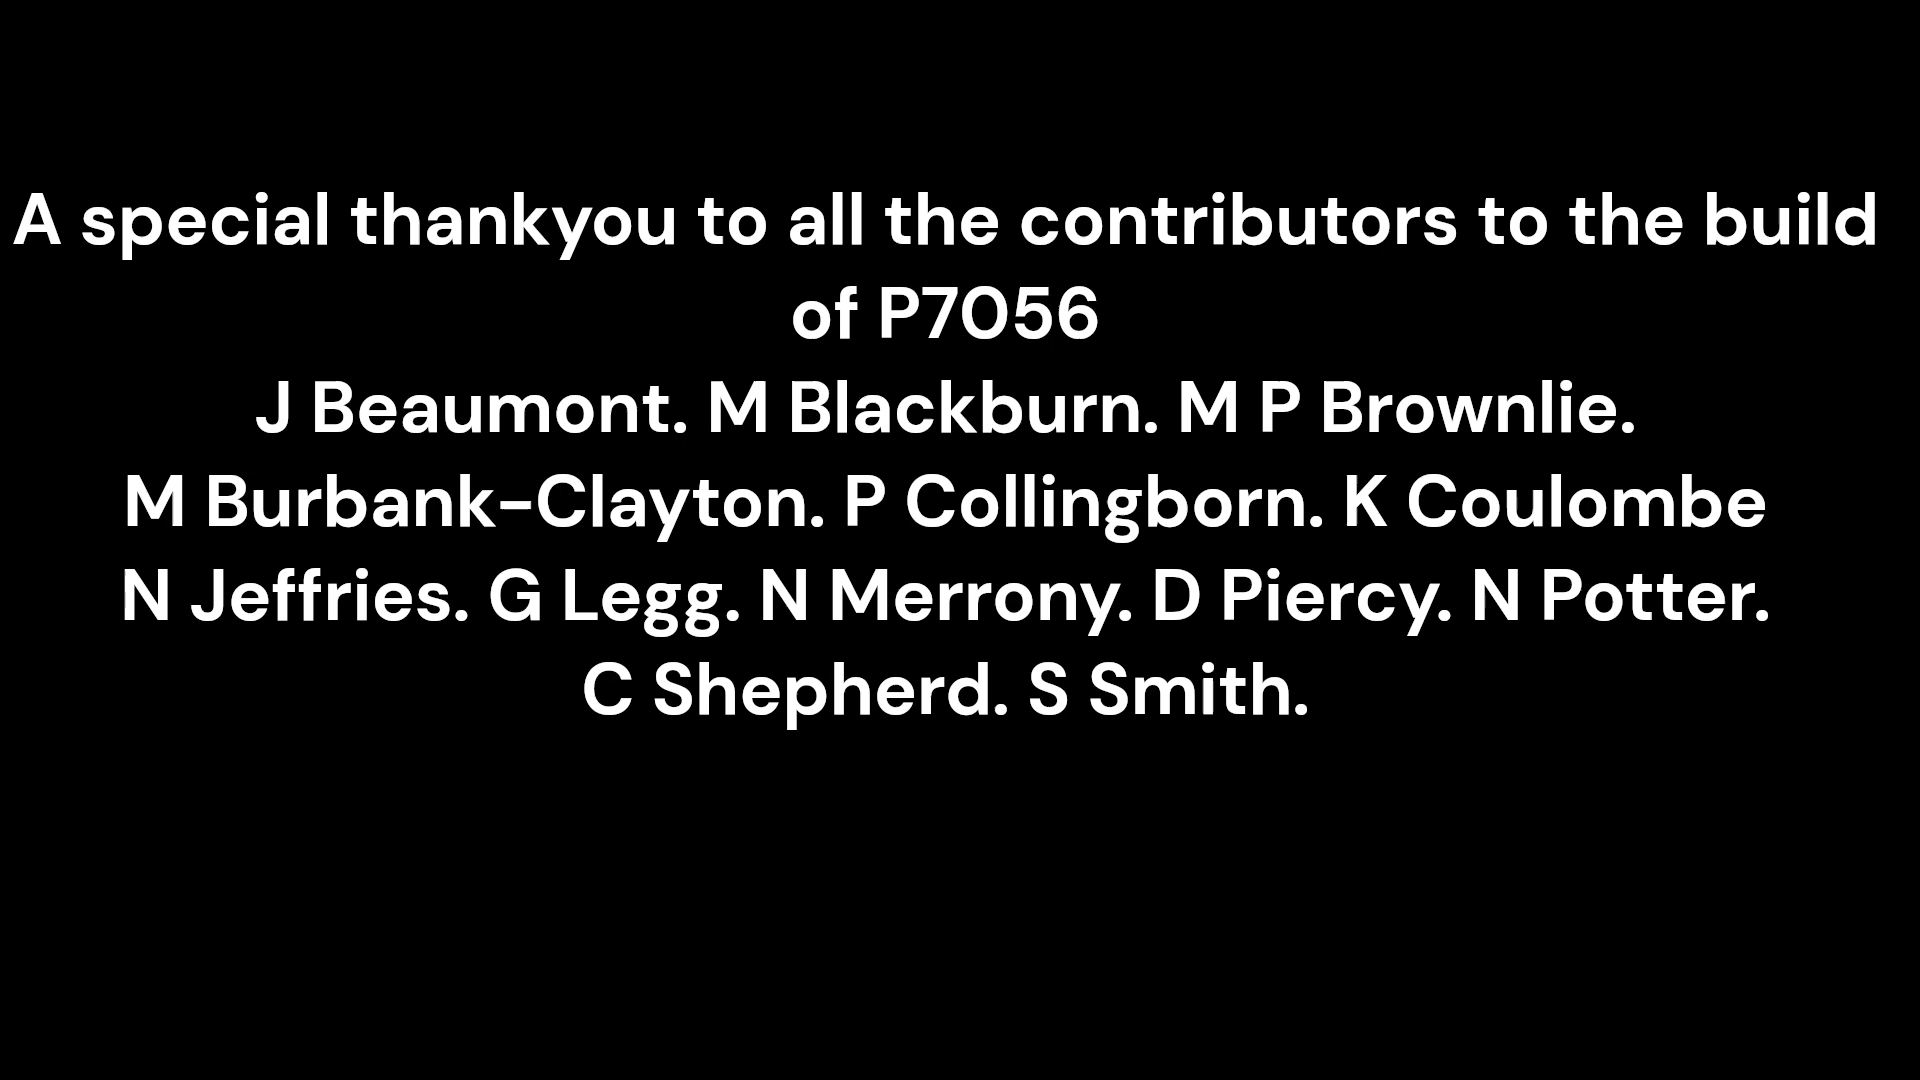 A special thankyou to all the contributors to the build
of P7056
J Beaumont. M Blackburn. M P Brownlie.
M Burbank-Clayton. P Collingborn. K Coulombe
N Jeffries. G Legg. N Merrony. D Piercy. N Potter.
C Shepherd. S Smith.